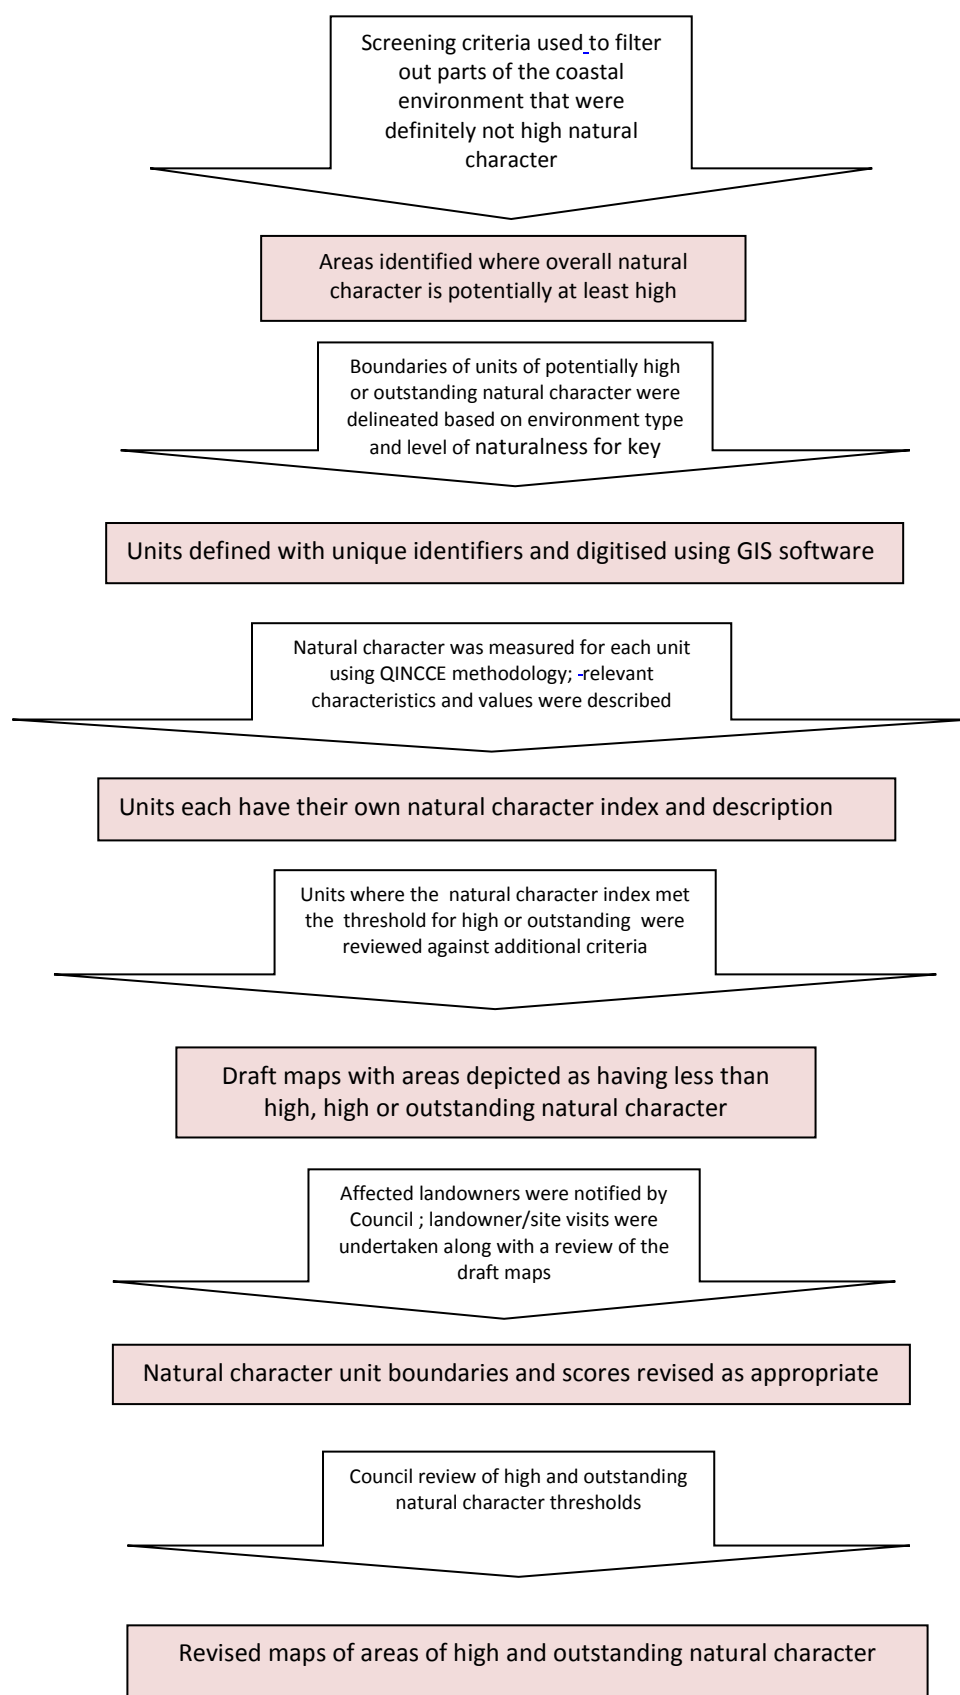 Screening criteria used to filter
out parts of the coastal
environment that were
definitely not high natural
character
Areas identified where overall natural
character is potentially at least high
Boundaries of units of potentially high
or outstanding natural character were
delineated based on environment type
and level of naturalness for key
Units defined with unique identifiers and digitised using GIS software
Natural character was measured for each unit
using QINCCE methodology; -relevant
characteristics and values were described
Units each have their own natural character index and description
Units where the natural character index met
the threshold for high or outstanding were
reviewed against additional criteria
Draft maps with areas depicted as having less than
high, high or outstanding natural character
Affected landowners were notified by
Council ; landowner/site visits were
undertaken along with a review of the
draft maps
Natural character unit boundaries and scores revised as appropriate
Council review of high and outstanding
natural character thresholds
Revised maps of areas of high and outstanding natural character